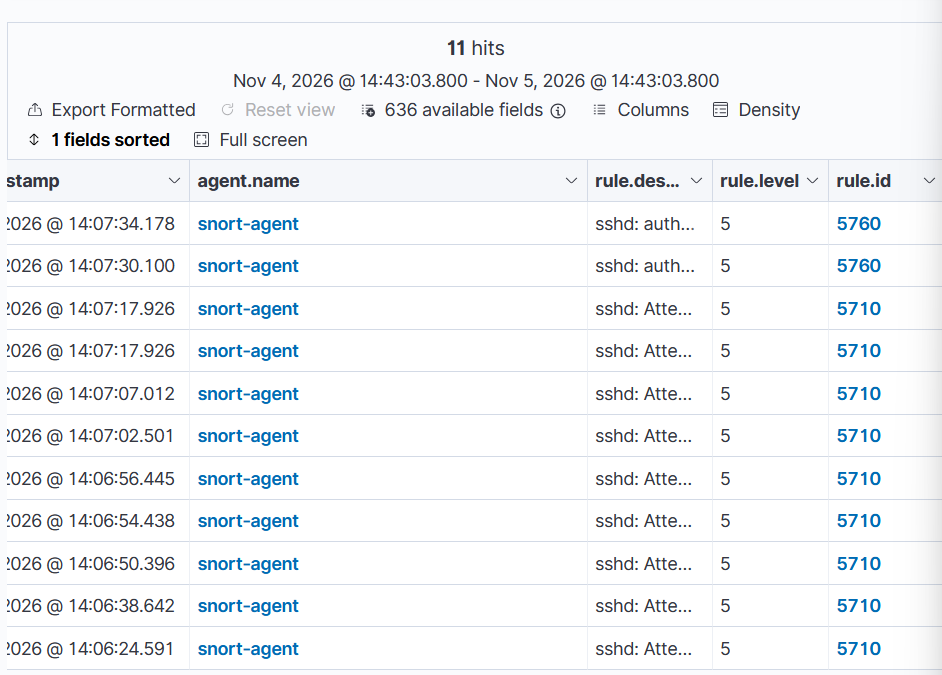 11 hits
Nov 4, 2026 @ 14:43:03.800 - Nov 5, 2026 @ 14:43:03.800
Export Formatted Reset view 636 available fields Columns Density
1 fields sorted Full screen
stamp agent.name rule.des... rule.level rule.id
2026 @ 14:07:34.178 snort-agent sshd: auth... 5 5760
2026 @ 14:07:30.100 snort-agent sshd: auth... 5 5760
2026 @ 14:07:17.926 snort-agent sshd: Atte... 5 5710
2026 @ 14:07:17.926 snort-agent sshd: Atte... 5 5710
2026 @ 14:07:07.012 snort-agent sshd: Atte... 5 5710
2026 @ 14:07:02.501 snort-agent sshd: Atte... 5 5710
2026 @ 14:06:56.445 snort-agent sshd: Atte... 5 5710
2026 @ 14:06:54.438 snort-agent sshd: Atte... 5 5710
2026 @ 14:06:50.396 snort-agent sshd: Atte... 5 5710
2026 @ 14:06:38.642 snort-agent sshd: Atte... 5 5710
2026 @ 14:06:24.591 snort-agent sshd: Atte... 5 5710